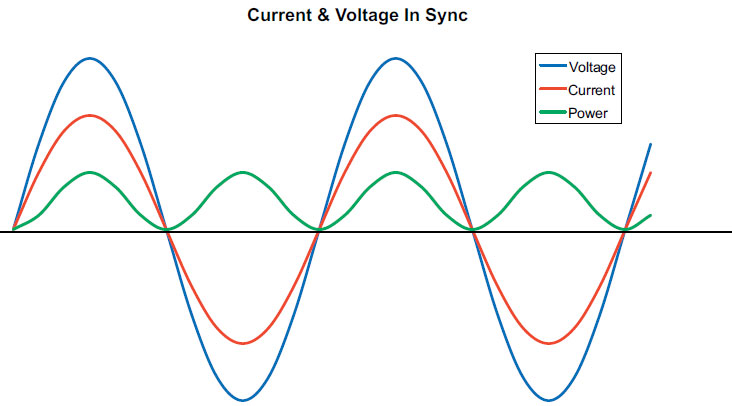 Current & Voltage In Sync
Voltage
Current
Power